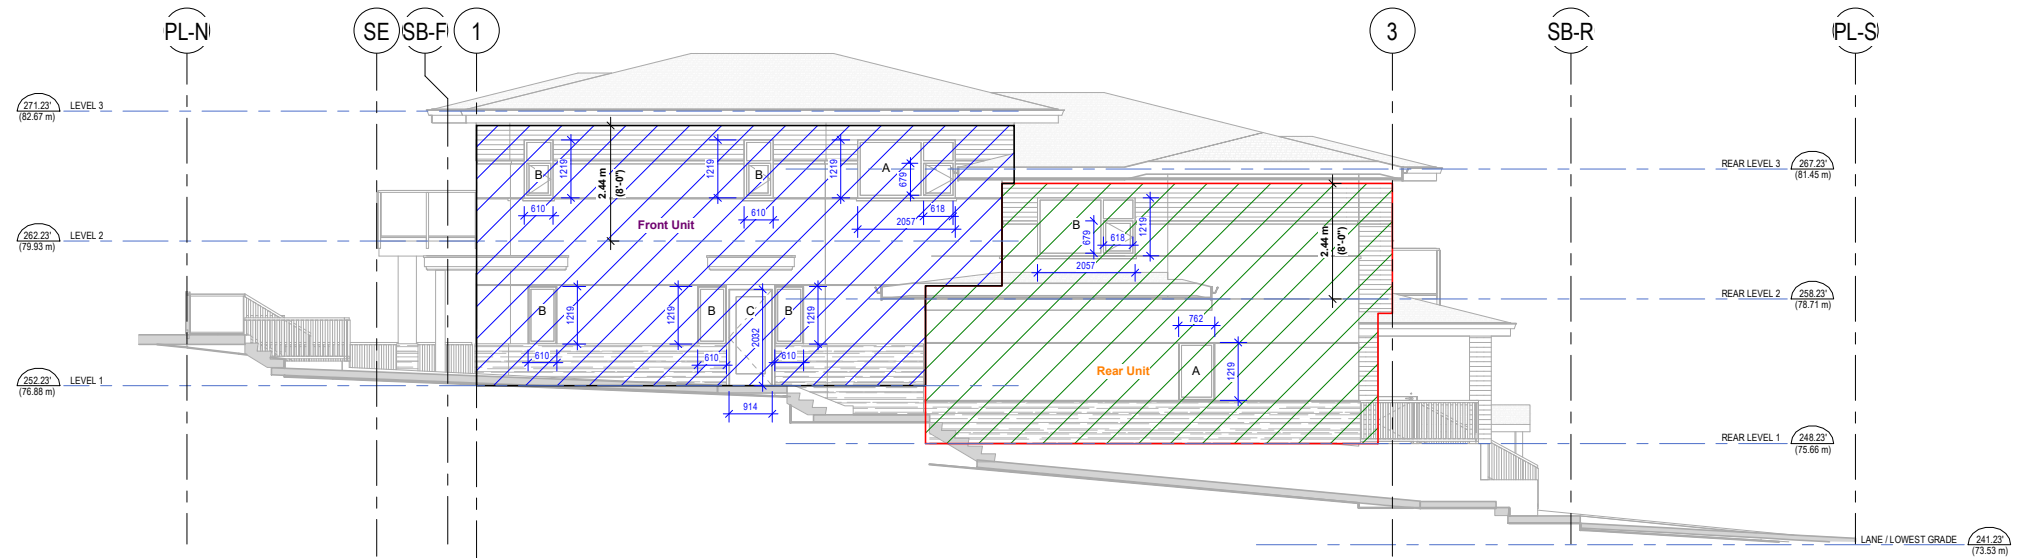 PL-N
SE
SB-F
1
3
SB-R
PL-S
271.23'
(82.67 m)
LEVEL 3
REAR LEVEL 3
267.23'
(81.45 m)
B
1219
610
2.44 m
(8'-0")
1219
B
610
1219
A
679
618
2057
Front Unit
262.23'
(79.93 m)
LEVEL 2
B
679
618
1219
2057
2.44 m
(8'-0")
REAR LEVEL 2
258.23'
(78.71 m)
B
1219
610
1219
B
610
C
2032
B
1219
610
914
762
A
1219
Rear Unit
252.23'
(76.88 m)
LEVEL 1
REAR LEVEL 1
248.23'
(75.66 m)
LANE / LOWEST GRADE
241.23'
(73.53 m)